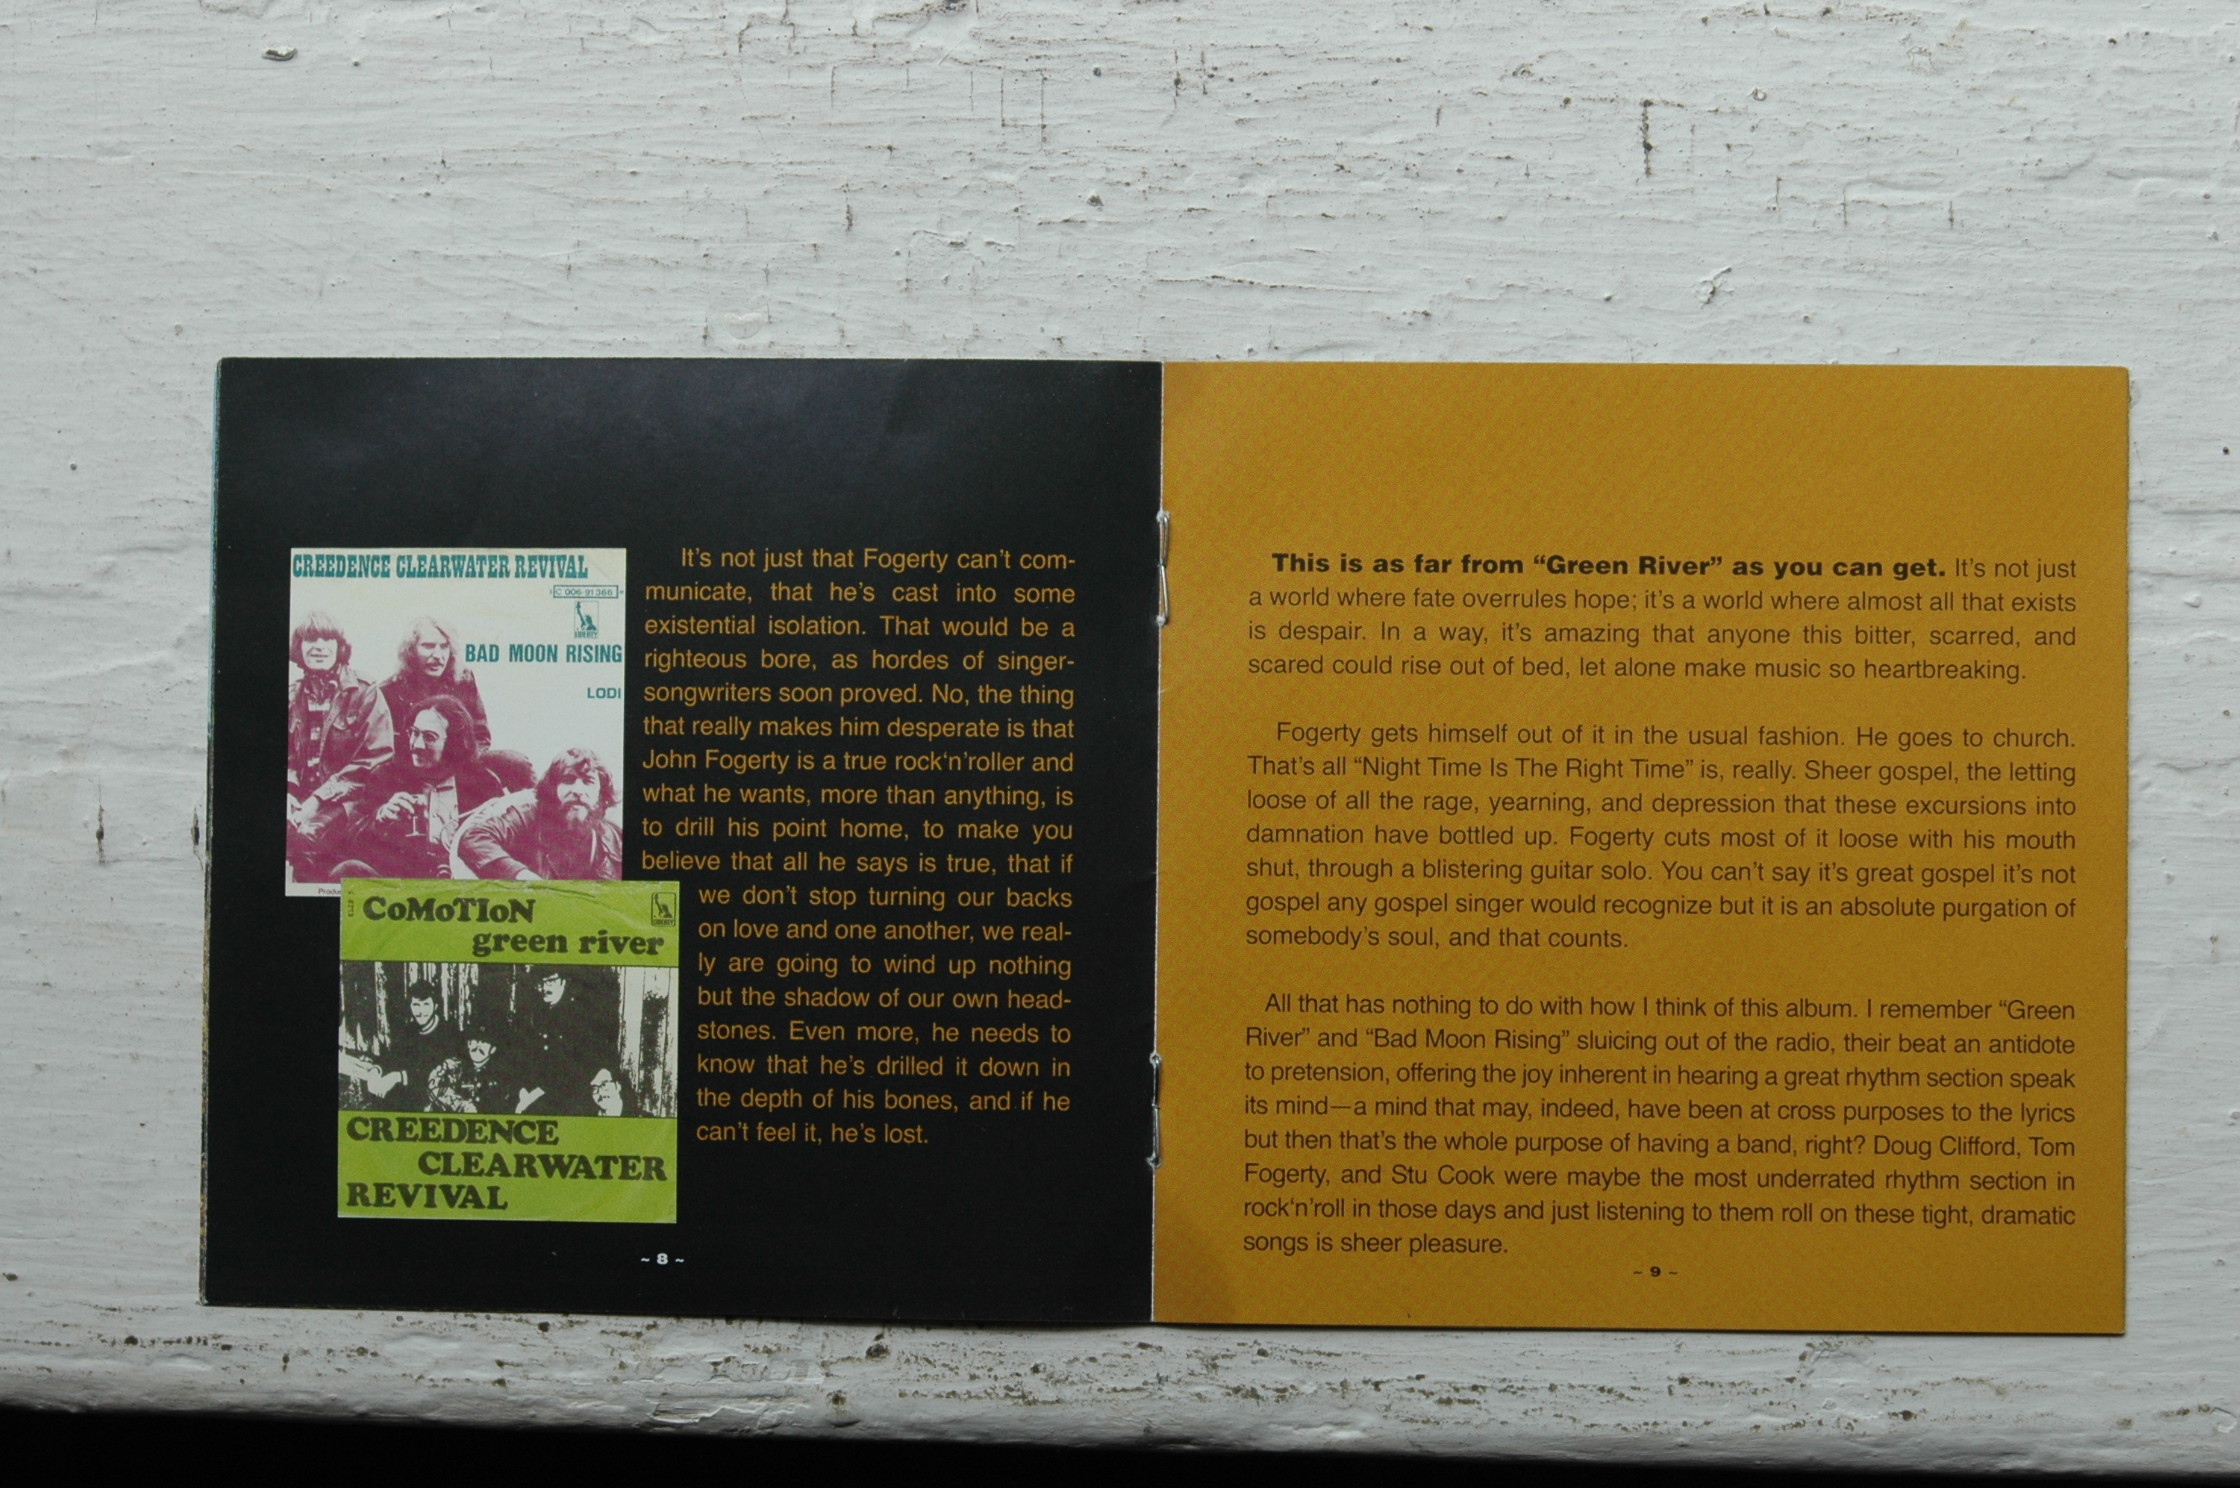 CREEDENCE CLEARWATER REVIVAL
C 006-91 366
LIBERTY
BAD MOON RISING
LODI
CoMoTIoN
LIBERTY
green river
CREEDENCE
CLEARWATER
REVIVAL
It's not just that Fogerty can't com-
municate, that he's cast into some
existential isolation. That would be a
righteous bore, as hordes of singer-
songwriters soon proved. No, the thing
that really makes him desperate is that
John Fogerty is a true rock‘n’roller and
what he wants, more than anything, is
to drill his point home, to make you
believe that all he says is true, that if
we don't stop turning our backs
on love and one another, we real-
ly are going to wind up nothing
but the shadow of our own head-
stones. Even more, he needs to
know that he's drilled it down in
the depth of his bones, and if he
can't feel it, he's lost.
~ 8 ~
This is as far from “Green River” as you can get. It's not just
a world where fate overrules hope; it's a world where almost all that exists
is despair. In a way, it's amazing that anyone this bitter, scarred, and
scared could rise out of bed, let alone make music so heartbreaking.
Fogerty gets himself out of it in the usual fashion. He goes to church.
That's all “Night Time Is The Right Time” is, really. Sheer gospel, the letting
loose of all the rage, yearning, and depression that these excursions into
damnation have bottled up. Fogerty cuts most of it loose with his mouth
shut, through a blistering guitar solo. You can't say it's great gospel it's not
gospel any gospel singer would recognize but it is an absolute purgation of
somebody's soul, and that counts.
All that has nothing to do with how I think of this album. I remember “Green
River” and “Bad Moon Rising” sluicing out of the radio, their beat an antidote
to pretension, offering the joy inherent in hearing a great rhythm section speak
its mind—a mind that may, indeed, have been at cross purposes to the lyrics
but then that's the whole purpose of having a band, right? Doug Clifford, Tom
Fogerty, and Stu Cook were maybe the most underrated rhythm section in
rock‘n’roll in those days and just listening to them roll on these tight, dramatic
songs is sheer pleasure.
~ 9 ~